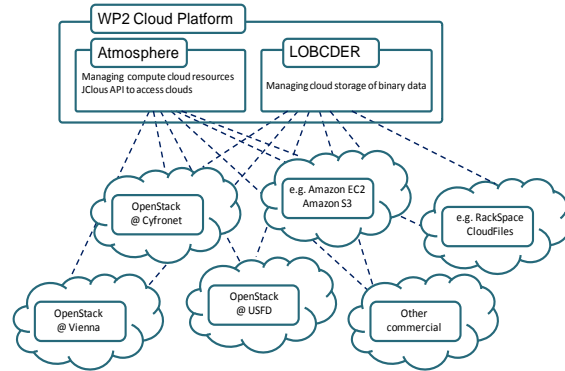 WP2 Cloud Platform
Atmosphere
Managing compute cloud resources
JClous API to access clouds
LOBCDER
Managing cloud storage of binary data
OpenStack
@ Cyfronet
e.g. Amazon EC2
Amazon S3
e.g. RackSpace
CloudFiles
OpenStack
@ Vienna
OpenStack
@ USFD
Other
commercial